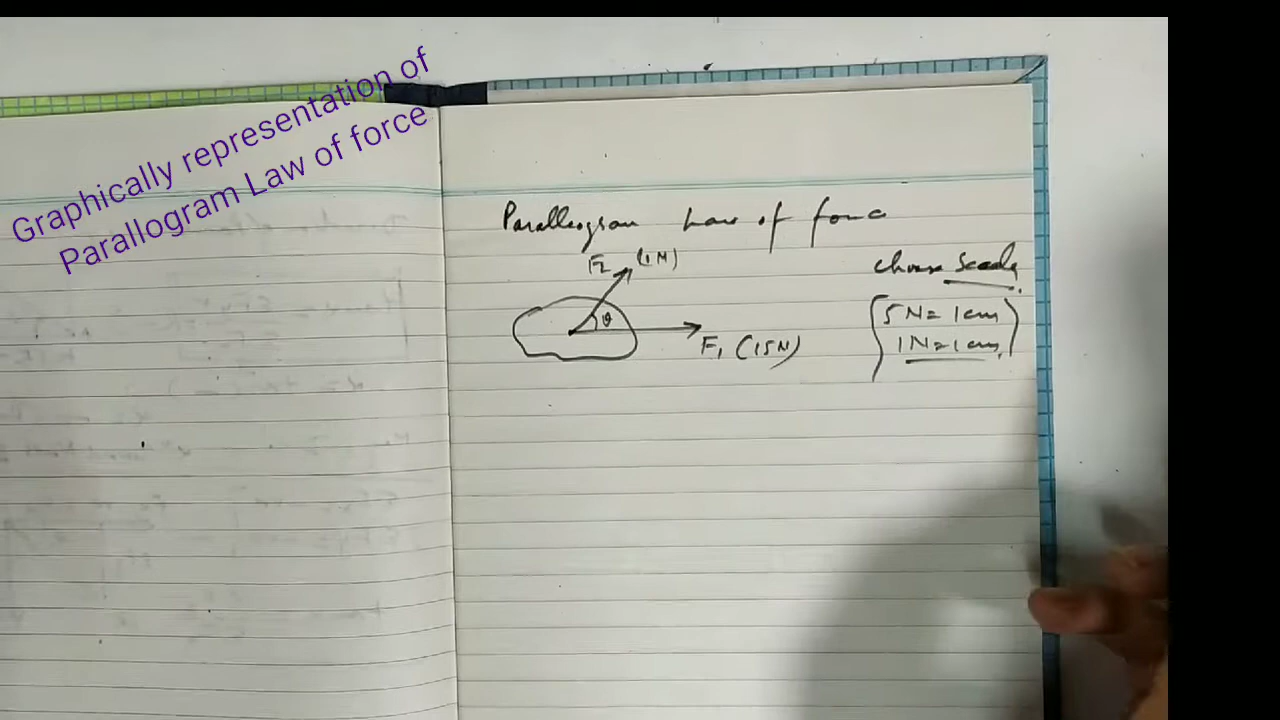 Graphically representation of
Parallogram Law of force
Paralleogram Law of force
F2 (1N)
θ
F1 (15N)
choose Scale
5N=1cm
1N=1cm